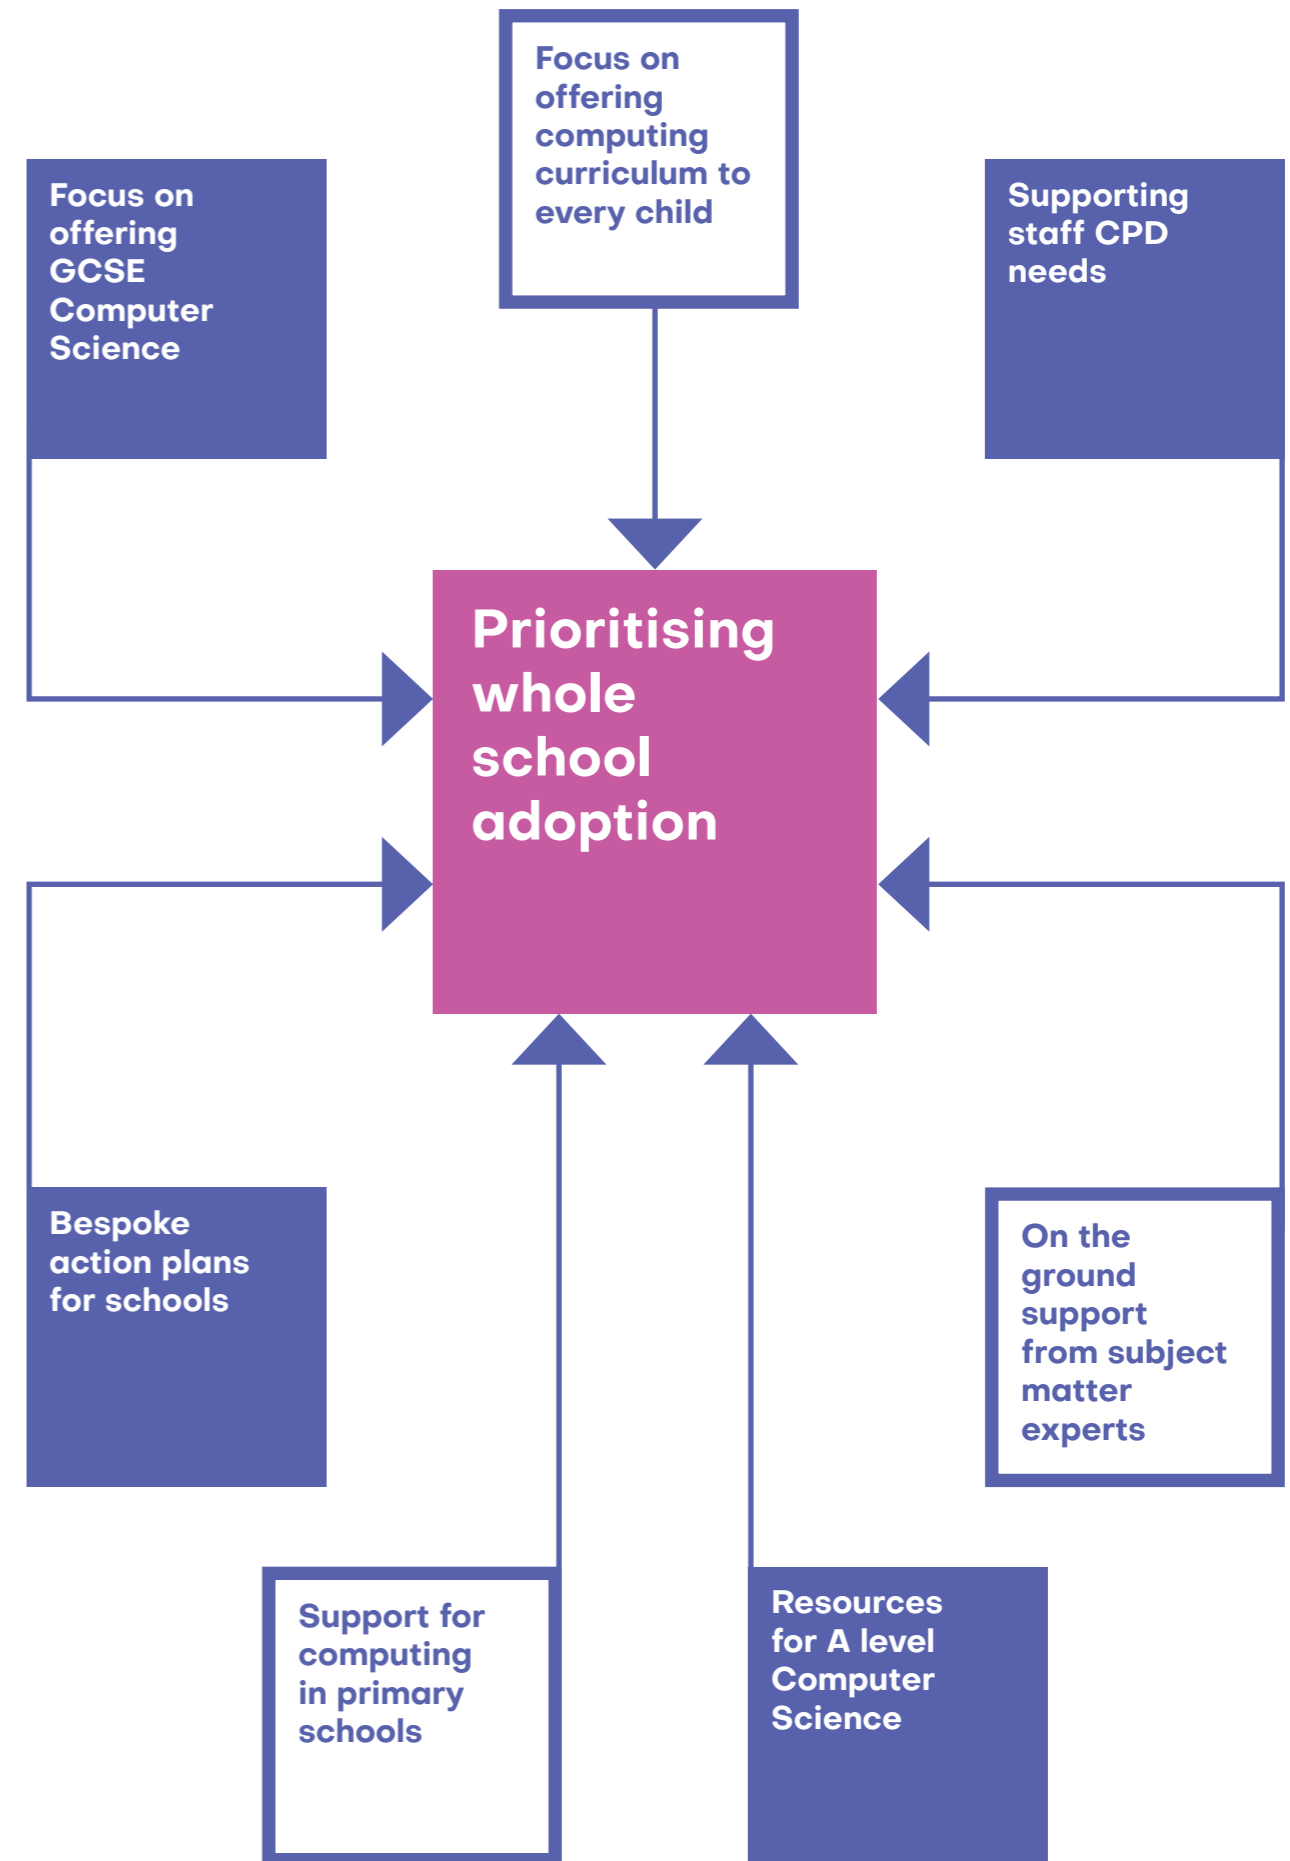 Focus on
offering
computing
curriculum to
every child
Focus on
offering
GCSE
Computer
Science
Supporting
staff CPD
needs
Prioritising
whole
school
adoption
Bespoke
action plans
for schools
On the
ground
support
from subject
matter
experts
Support for
computing
in primary
schools
Resources
for A level
Computer
Science